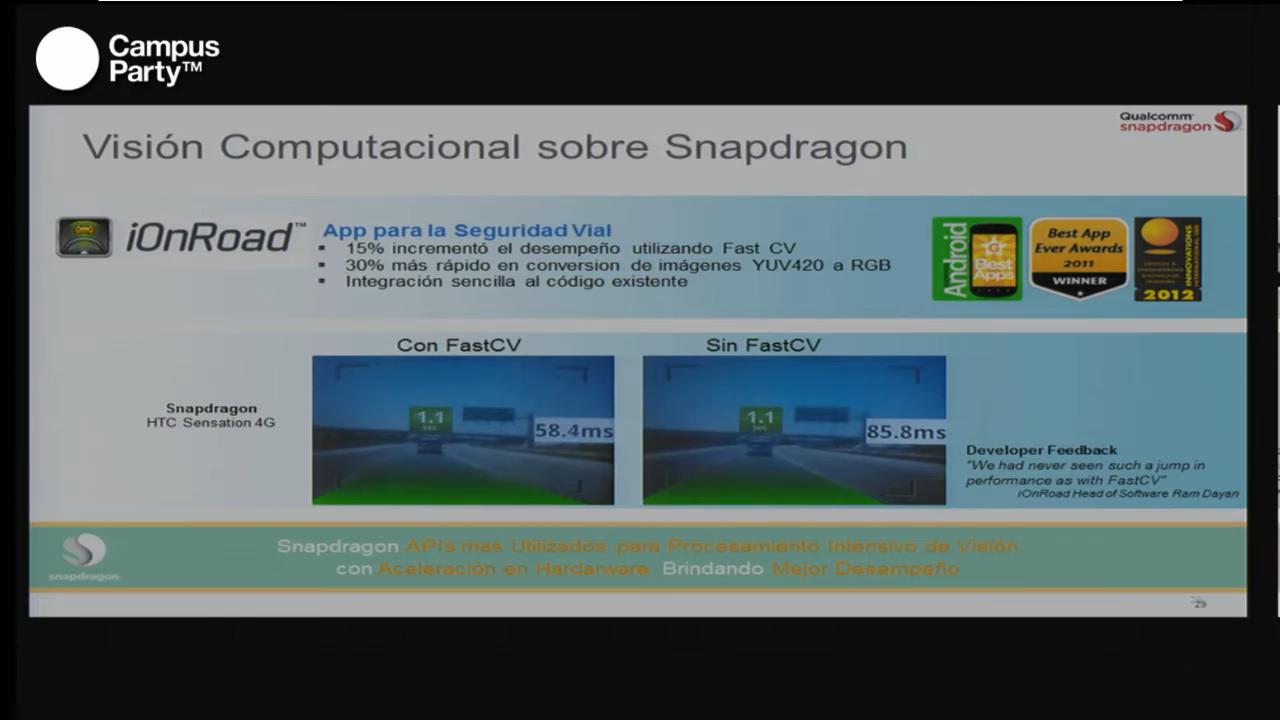 Campus
Party™
Qualcomm
snapdragon
Visión Computacional sobre Snapdragon
iOnRoad™
App para la Seguridad Vial
▪ 15% incrementó el desempeño utilizando Fast CV
▪ 30% más rápido en conversion de imágenes YUV420 a RGB
▪ Integración sencilla al código existente
Android
Best
Apps
Best App
Ever Awards
2011
WINNER
INNOVATIONS
2012
Con FastCV
Sin FastCV
Snapdragon
HTC Sensation 4G
1.1
58.4ms
1.1
85.8ms
Developer Feedback
"We had never seen such a jump in
performance as with FastCV"
iOnRoad Head of Software Ram Dayan
Snapdragon APIs mas Utilizados para Procesamiento Intensivo de Visión
con Aceleración en Hardarware Brindando Mejor Desempeño
snapdragon
29